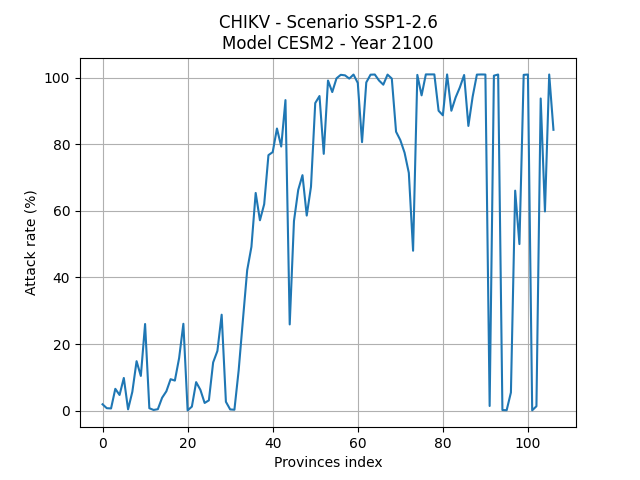 CHIKV - Scenario SSP1-2.6
Model CESM2 - Year 2100
100
80
60
40
20
0
Attack rate (%)
0 20 40 60 80 100
Provinces index